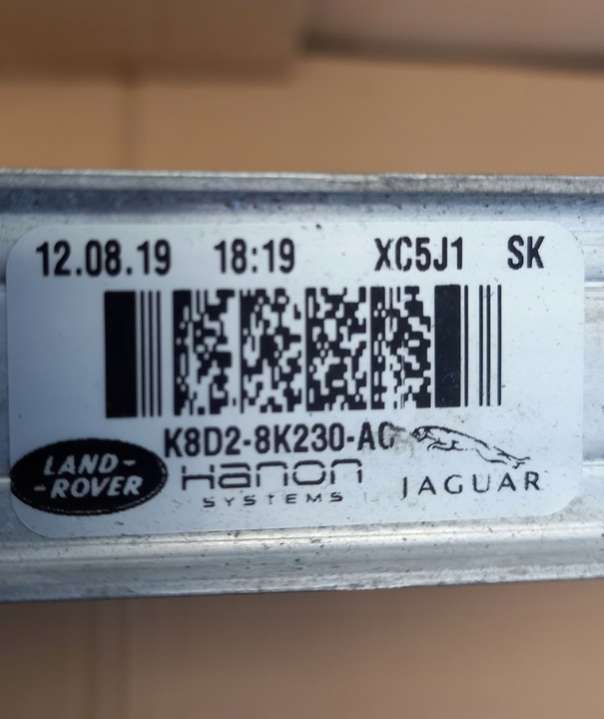 12.08.19 18:19 XC5J1 SK
K8D2-8K230-AC
LAND-
-ROVER
Hanon
SYSTEMS
JAGUAR